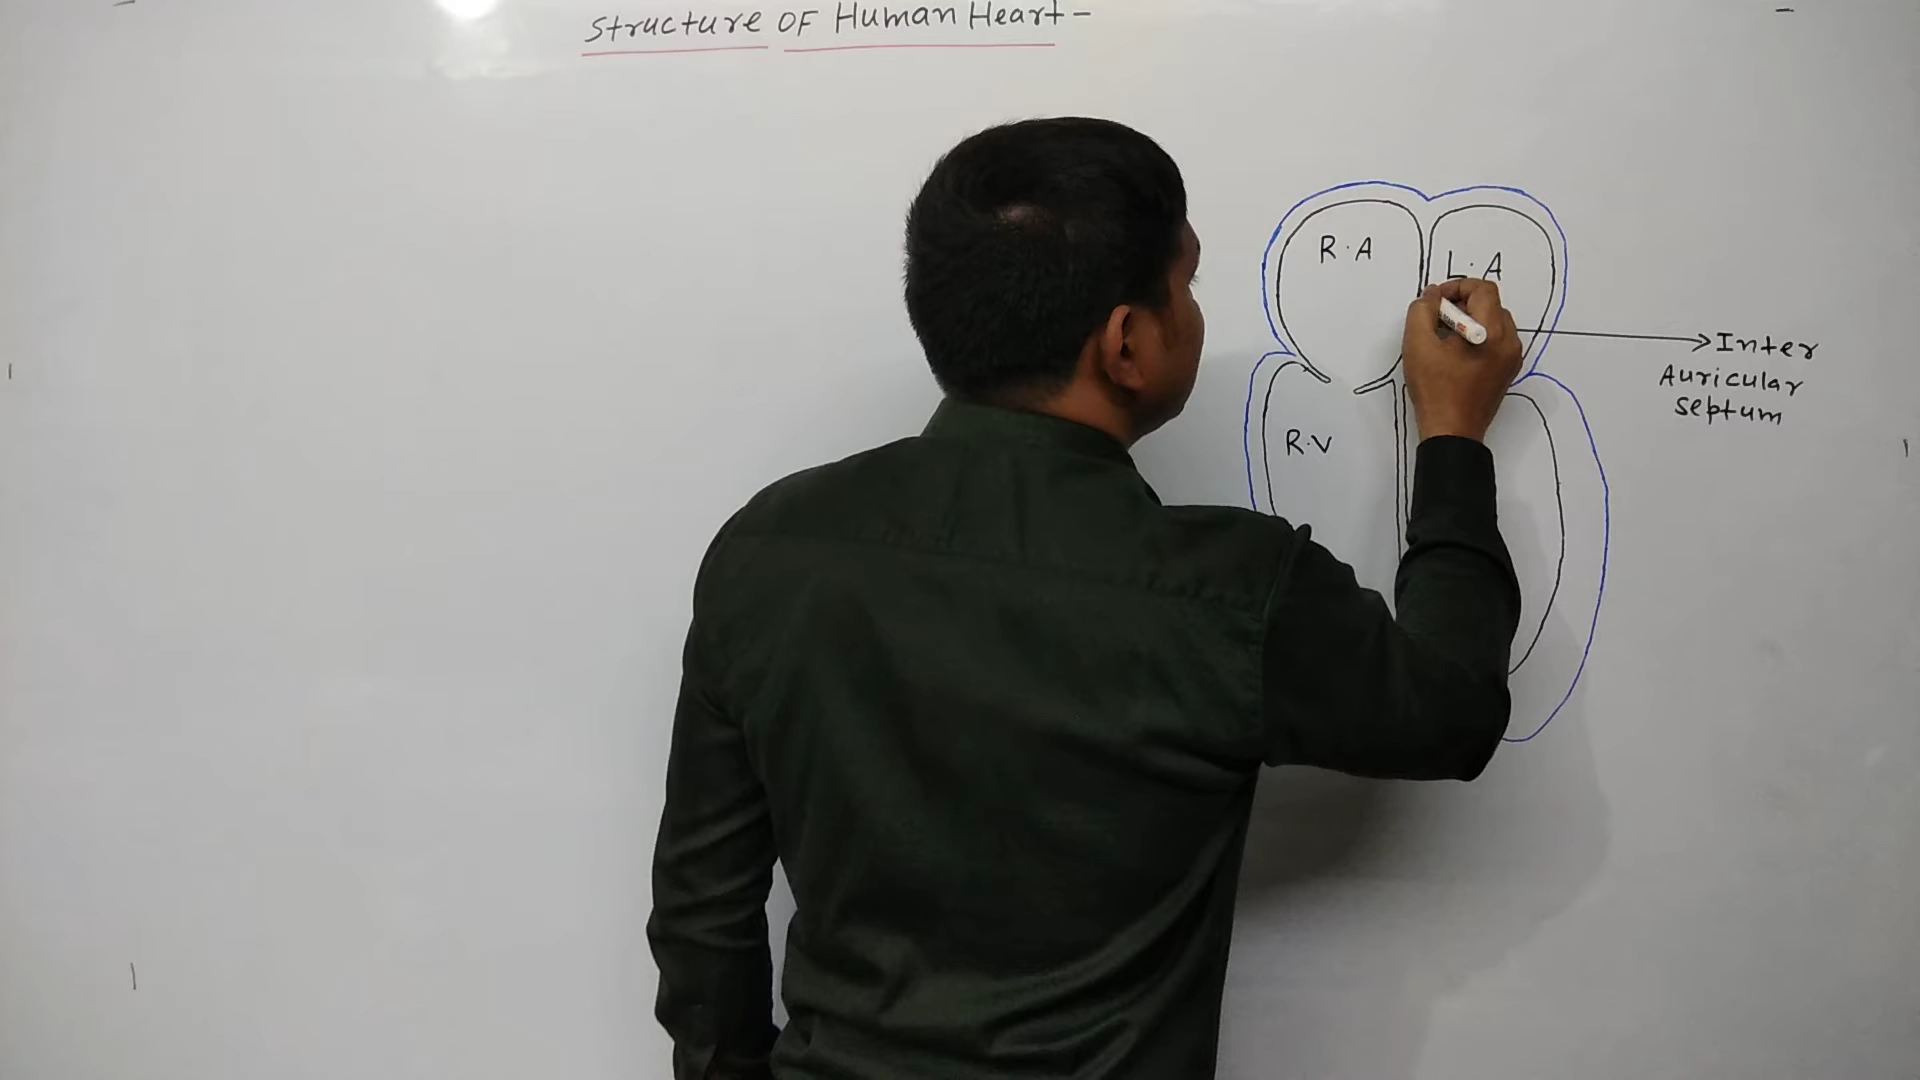 Structure OF Human Heart -
R.A
L.A
Inter
Auricular
Septum
R.V